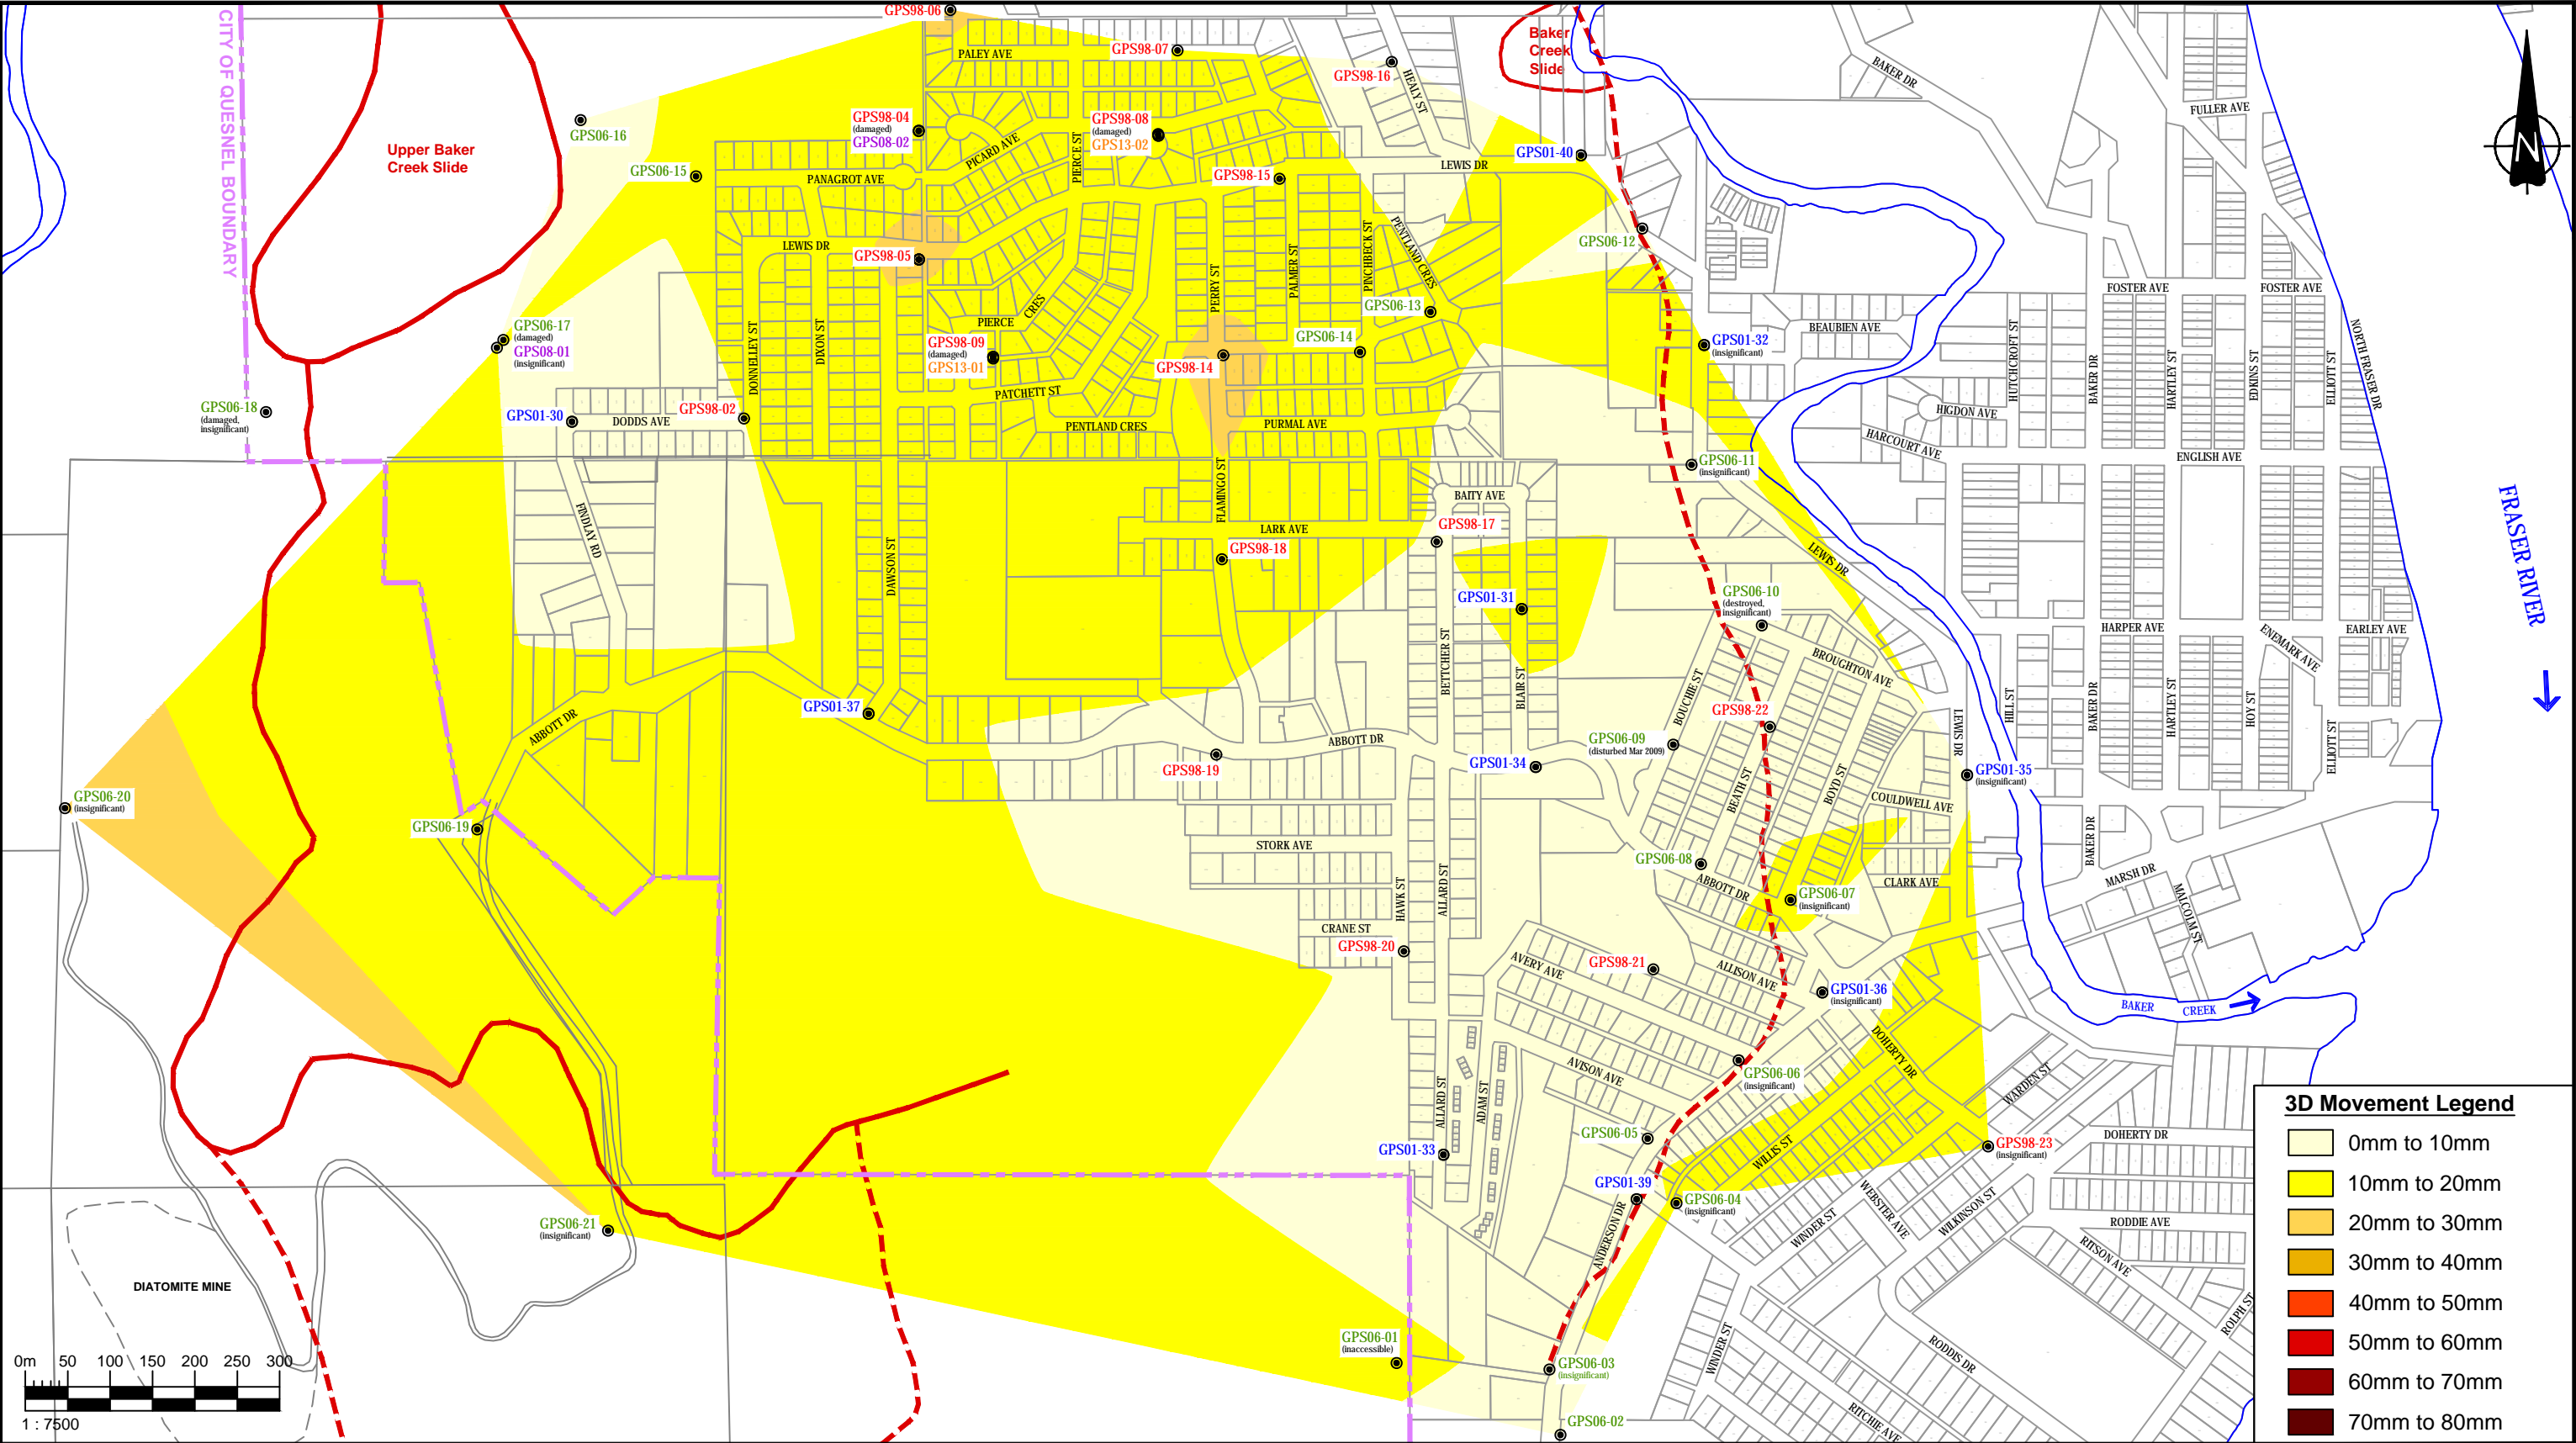 CITY OF QUESNEL BOUNDARY
Upper Baker
Creek Slide
Baker
Creek
Slide
GPS98-06
PALEY AVE
GPS98-07
GPS98-16
HEALY ST
BAKER DR
FULLER AVE
N
GPS06-16
GPS98-04
(damaged)
GPS08-02
PICARD AVE
PIERCE ST
GPS98-08
(damaged)
GPS13-02
GPS01-40
LEWIS DR
GPS06-15
PANAGROT AVE
GPS98-15
LEWIS DR
GPS98-05
PERRY ST
PALMER ST
PINCHBECK ST
PENTLAND CRES
GPS06-12
GPS06-13
FOSTER AVE
FOSTER AVE
PIERCE
CRES
GPS06-17
(damaged)
GPS08-01
(insignificant)
DONNELLEY ST
DIXON ST
GPS98-09
(damaged)
GPS13-01
GPS98-14
GPS06-14
GPS01-32
(insignificant)
BEAUBIEN AVE
HUTCHCROFT ST
BAKER DR
HARTLEY ST
EDKINS ST
ELLIOTT ST
NORTH FRASER DR
GPS06-18
(damaged,
insignificant)
GPS01-30
DODDS AVE
GPS98-02
PATCHETT ST
PENTLAND CRES
PURMAL AVE
HIGDON AVE
HARCOURT AVE
ENGLISH AVE
GPS06-11
(insignificant)
FINDLAY RD
DAWSON ST
FLAMINGO ST
LARK AVE
BAITY AVE
GPS98-17
GPS98-18
LEWIS DR
FRASER RIVER
GPS01-31
GPS06-10
(destroyed,
insignificant)
HARPER AVE
ENEMARK AVE
EARLEY AVE
BETTCHER ST
BLAIR ST
BOUCHIE ST
BROUGHTON AVE
GPS01-37
ABBOTT DR
ABBOTT DR
GPS98-19
GPS01-34
GPS06-09
(disturbed Mar 2009)
GPS98-22
LEWIS DR
HILL ST
BAKER DR
HARTLEY ST
HOY ST
ELLIOTT ST
GPS01-35
(insignificant)
BEATH ST
BOYD ST
COULDWELL AVE
GPS06-20
(insignificant)
GPS06-19
STORK AVE
HAWK ST
ALLARD ST
GPS06-08
ABBOTT DR
GPS06-07
(insignificant)
CLARK AVE
BAKER DR
MARSH DR
MALCOLM ST
CRANE ST
GPS98-20
AVERY AVE
GPS98-21
ALLISON AVE
GPS01-36
(insignificant)
BAKER
CREEK
DOHERTY DR
AVISON AVE
GPS06-06
(insignificant)
WARDEN ST
ALLARD ST
ADAM ST
GPS06-05
GPS01-33
WILLIS ST
GPS98-23
(insignificant)
DOHERTY DR
GPS01-39
GPS06-04
(insignificant)
WEBSTER AVE
WILKINSON ST
WINDER ST
RODDIE AVE
RITSON AVE
GPS06-21
(insignificant)
ANDERSON DR
DIATOMITE MINE
GPS06-01
(inaccessible)
GPS06-03
(insignificant)
WINDER ST
RODDIS DR
ROLPH ST
GPS06-02
RITCHIE AVE
0m 50 100 150 200 250 300
1 : 7500
3D Movement Legend
0mm to 10mm
10mm to 20mm
20mm to 30mm
30mm to 40mm
40mm to 50mm
50mm to 60mm
60mm to 70mm
70mm to 80mm